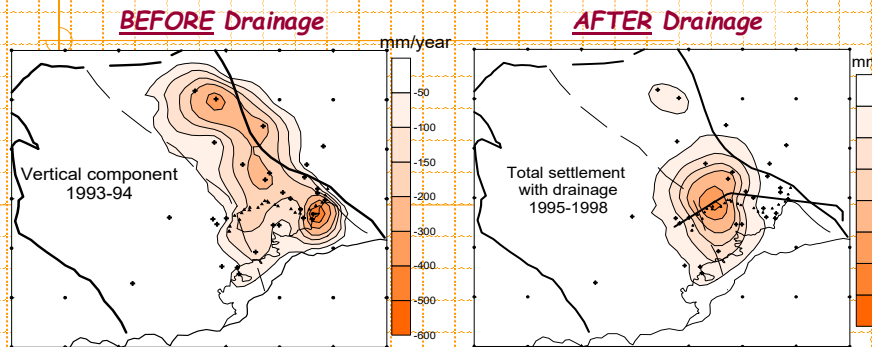 BEFORE Drainage
AFTER Drainage
mm/year
-50
-100
-150
-200
-300
-400
-500
-600
Vertical component
1993-94
Total settlement
with drainage
1995-1998